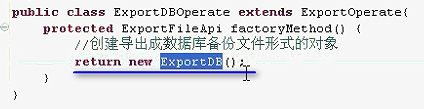 public class ExportDBOperate extends ExportOperate{
protected ExportFileApi factoryMethod() {
//创建导出成数据库备份文件形式的对象
return new ExportDB();
}
}